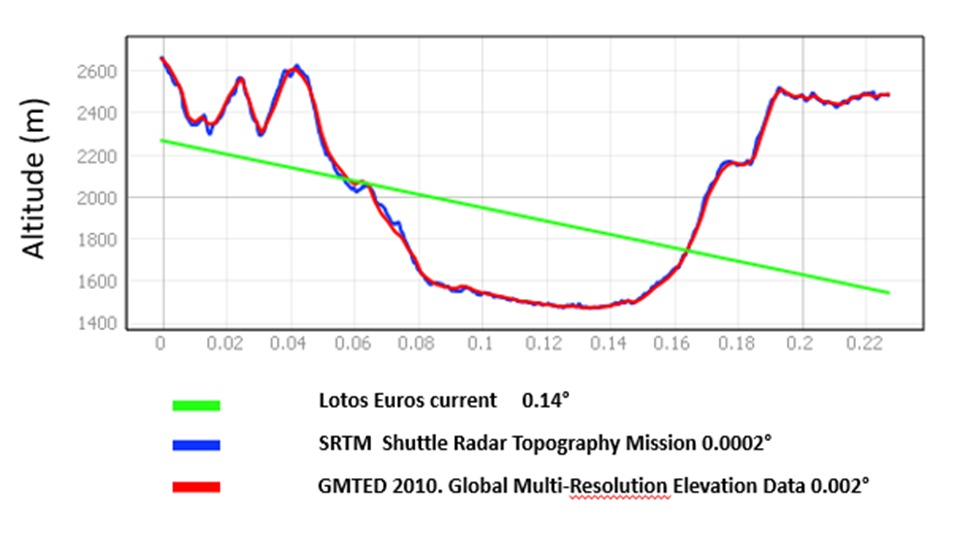 Altitude (m)
2600
2400
2200
2000
1800
1600
1400
0 0.02 0.04 0.06 0.08 0.1 0.12 0.14 0.16 0.18 0.2 0.22
Lotos Euros current 0.14°
SRTM Shuttle Radar Topography Mission 0.0002°
GMTED 2010. Global Multi-Resolution Elevation Data 0.002°